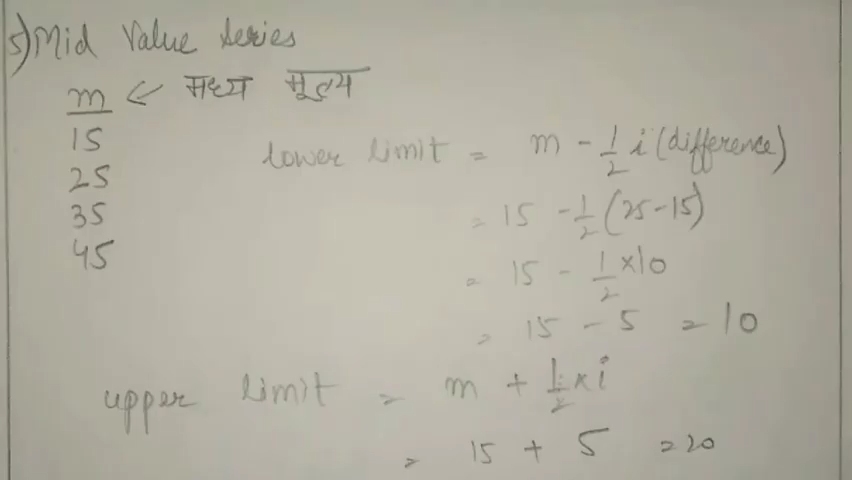 5) Mid Value Series
m ← मध्य मूल्य
15
25
35
45
lower limit = m - 1/2 i (difference)
= 15 - 1/2 (25-15)
= 15 - 1/2 × 10
= 15 - 5 = 10
upper limit = m + 1/2 × i
= 15 + 5 = 20